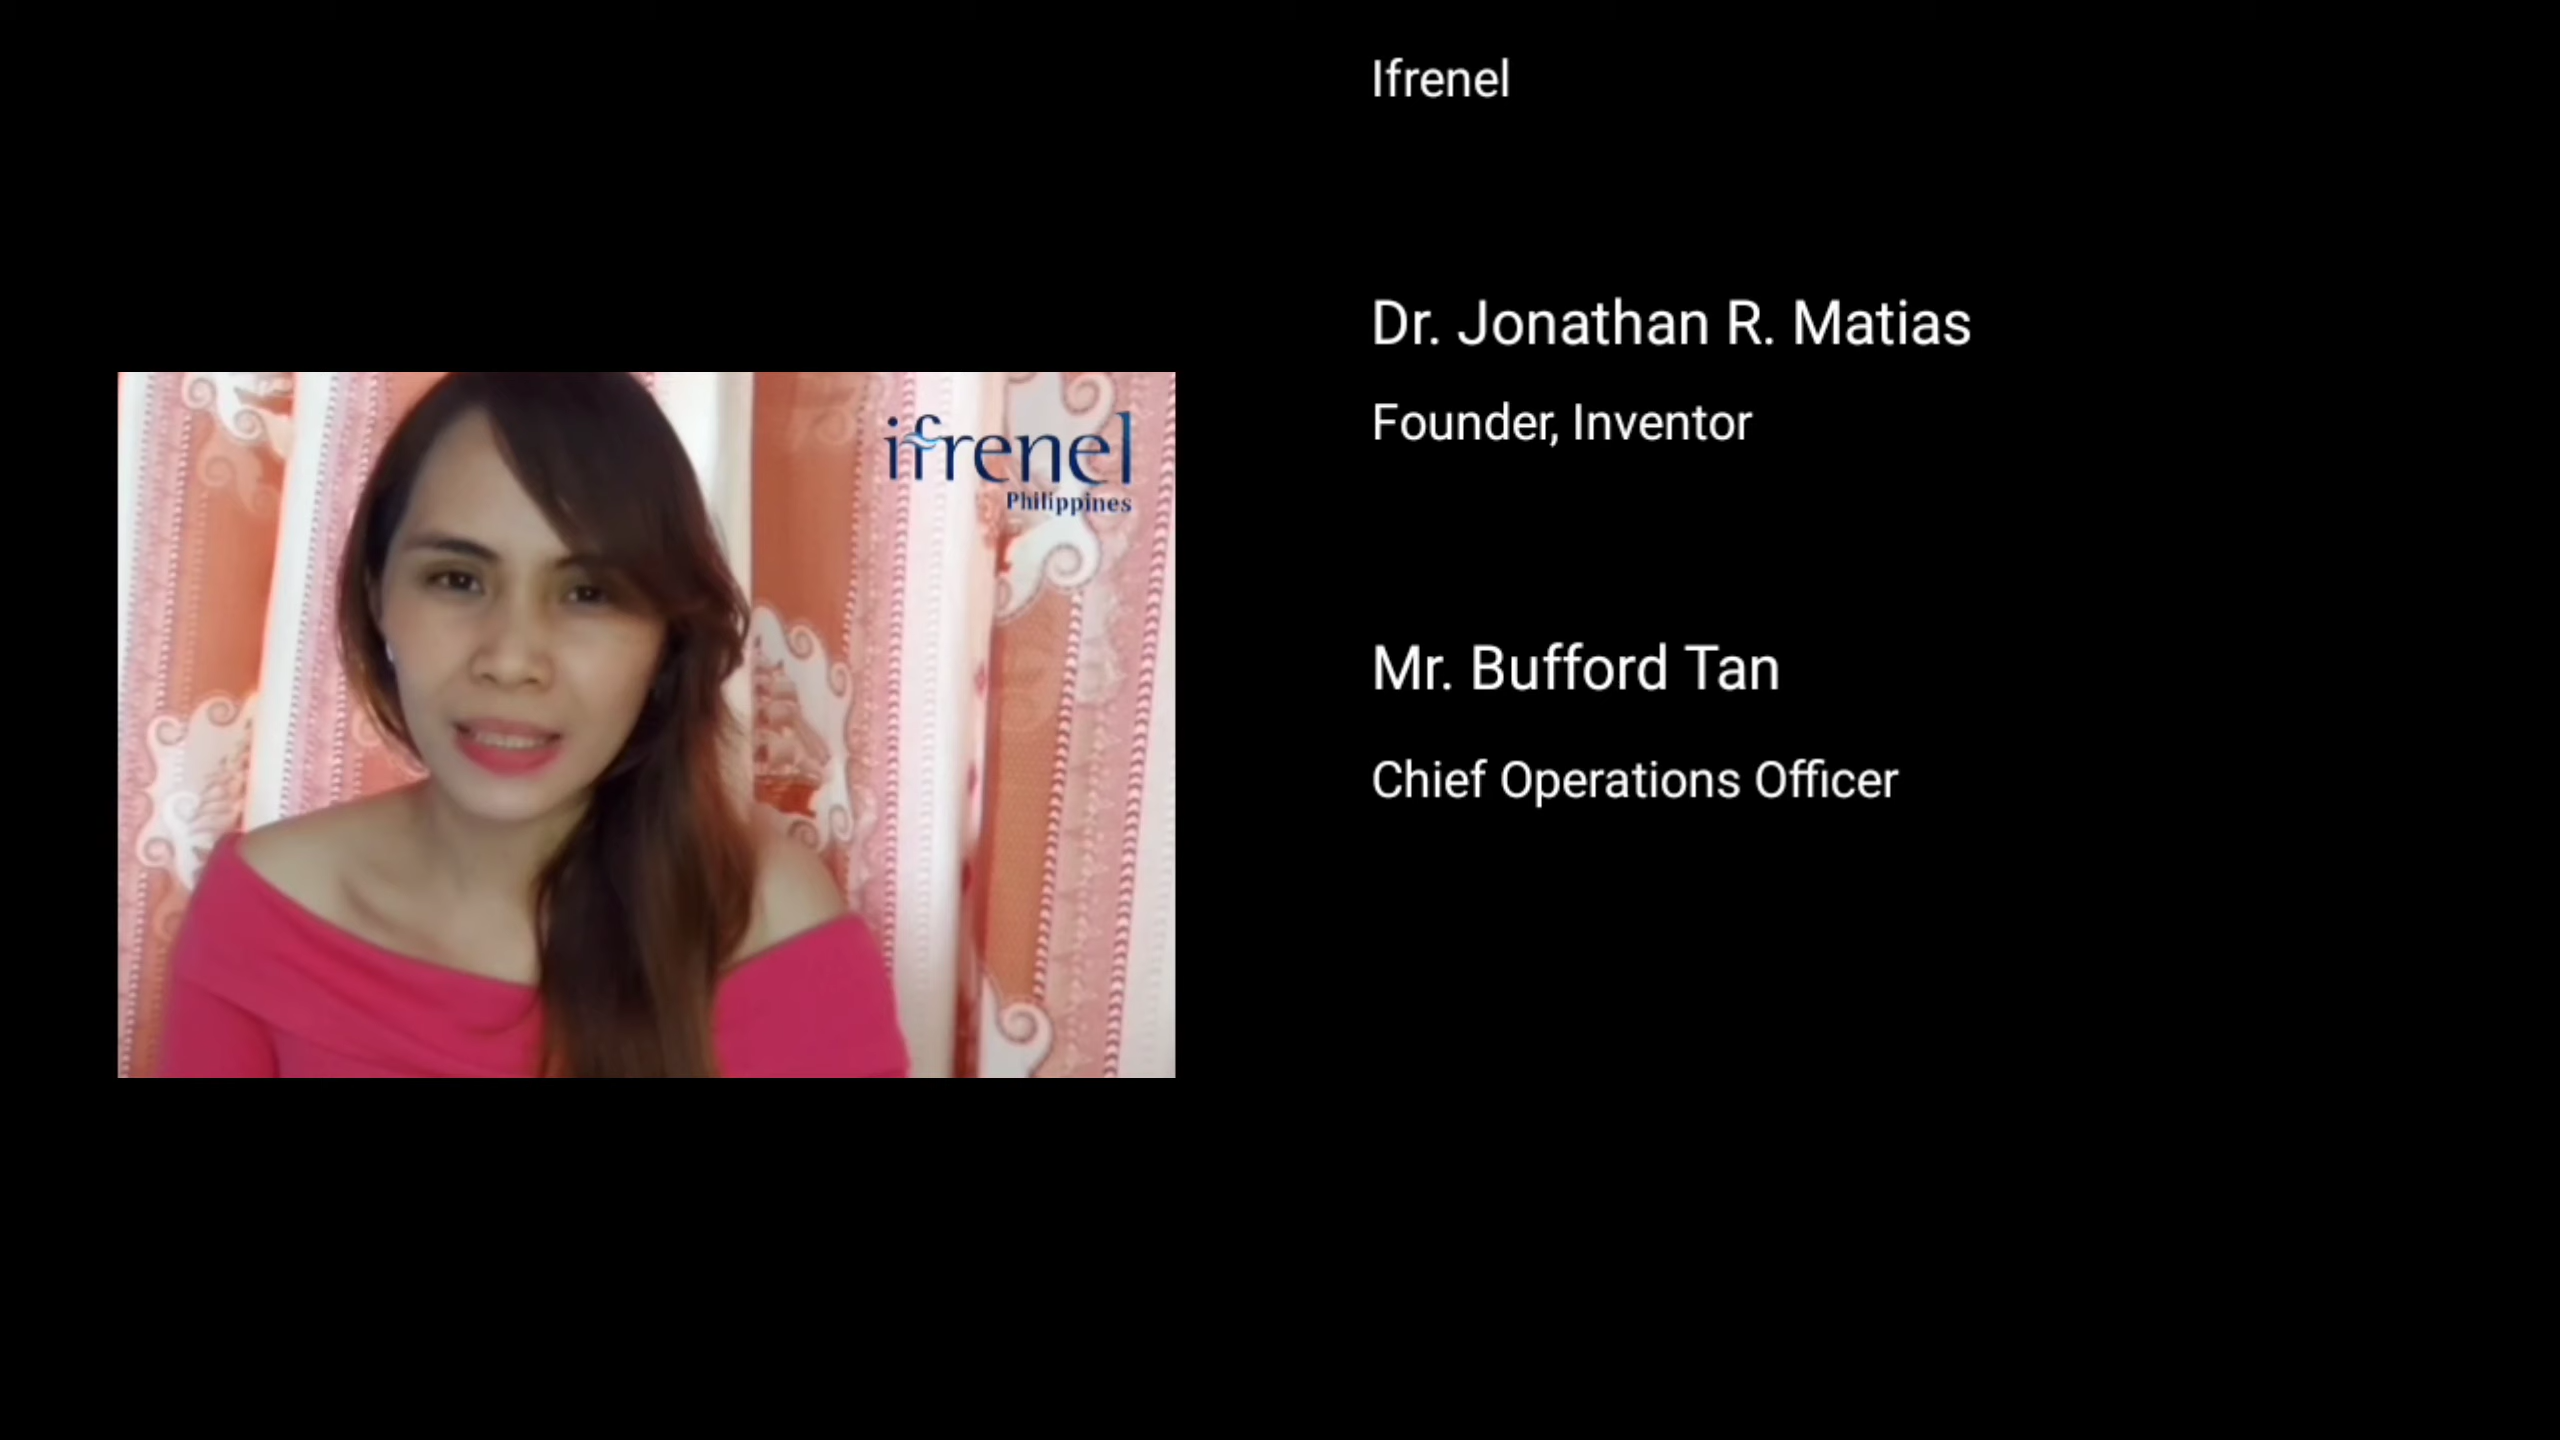 ifrenel
Philippines
Ifrenel
Dr. Jonathan R. Matias
Founder, Inventor
Mr. Bufford Tan
Chief Operations Officer